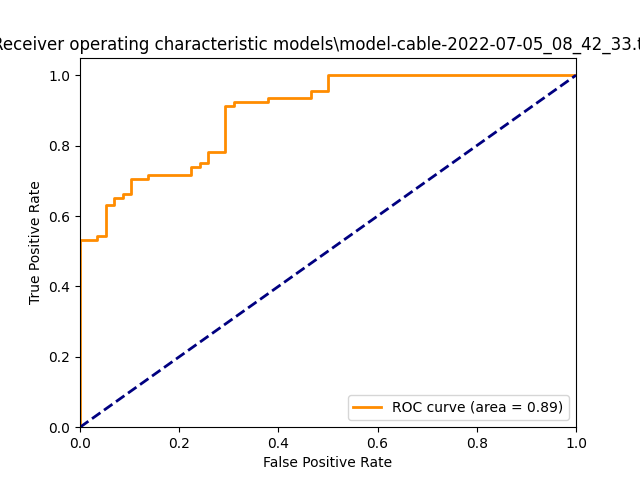 Receiver operating characteristic models\model-cable-2022-07-05_08_42_33.t
True Positive Rate
1.0
0.8
0.6
0.4
0.2
0.0
ROC curve (area = 0.89)
0.0 0.2 0.4 0.6 0.8 1.0
False Positive Rate